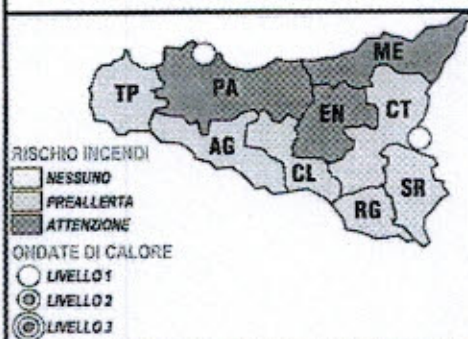 ME
PA
TP
EN
CT
AG
CL
SR
RG
RISCHIO INCENDI
NESSUNO
PREALLERTA
ATTENZIONE
ONDATE DI CALORE
LIVELLO 1
LIVELLO 2
LIVELLO 3